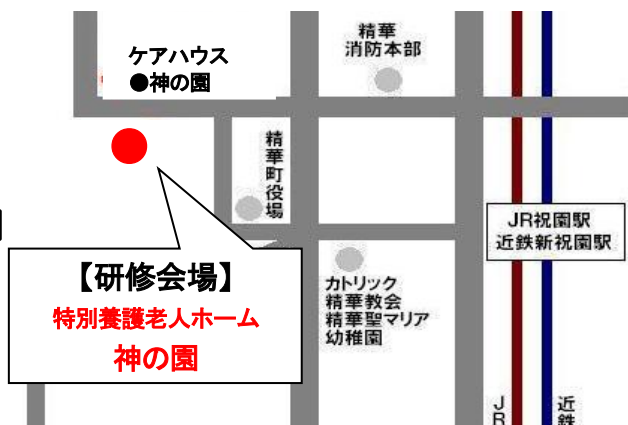 ケアハウス
●神の園
精華
消防本部
精華町役場
JR祝園駅
近鉄新祝園駅
【研修会場】
特別養護老人ホーム
神の園
カトリック
精華教会
精華聖マリア
幼稚園
JR
近鉄